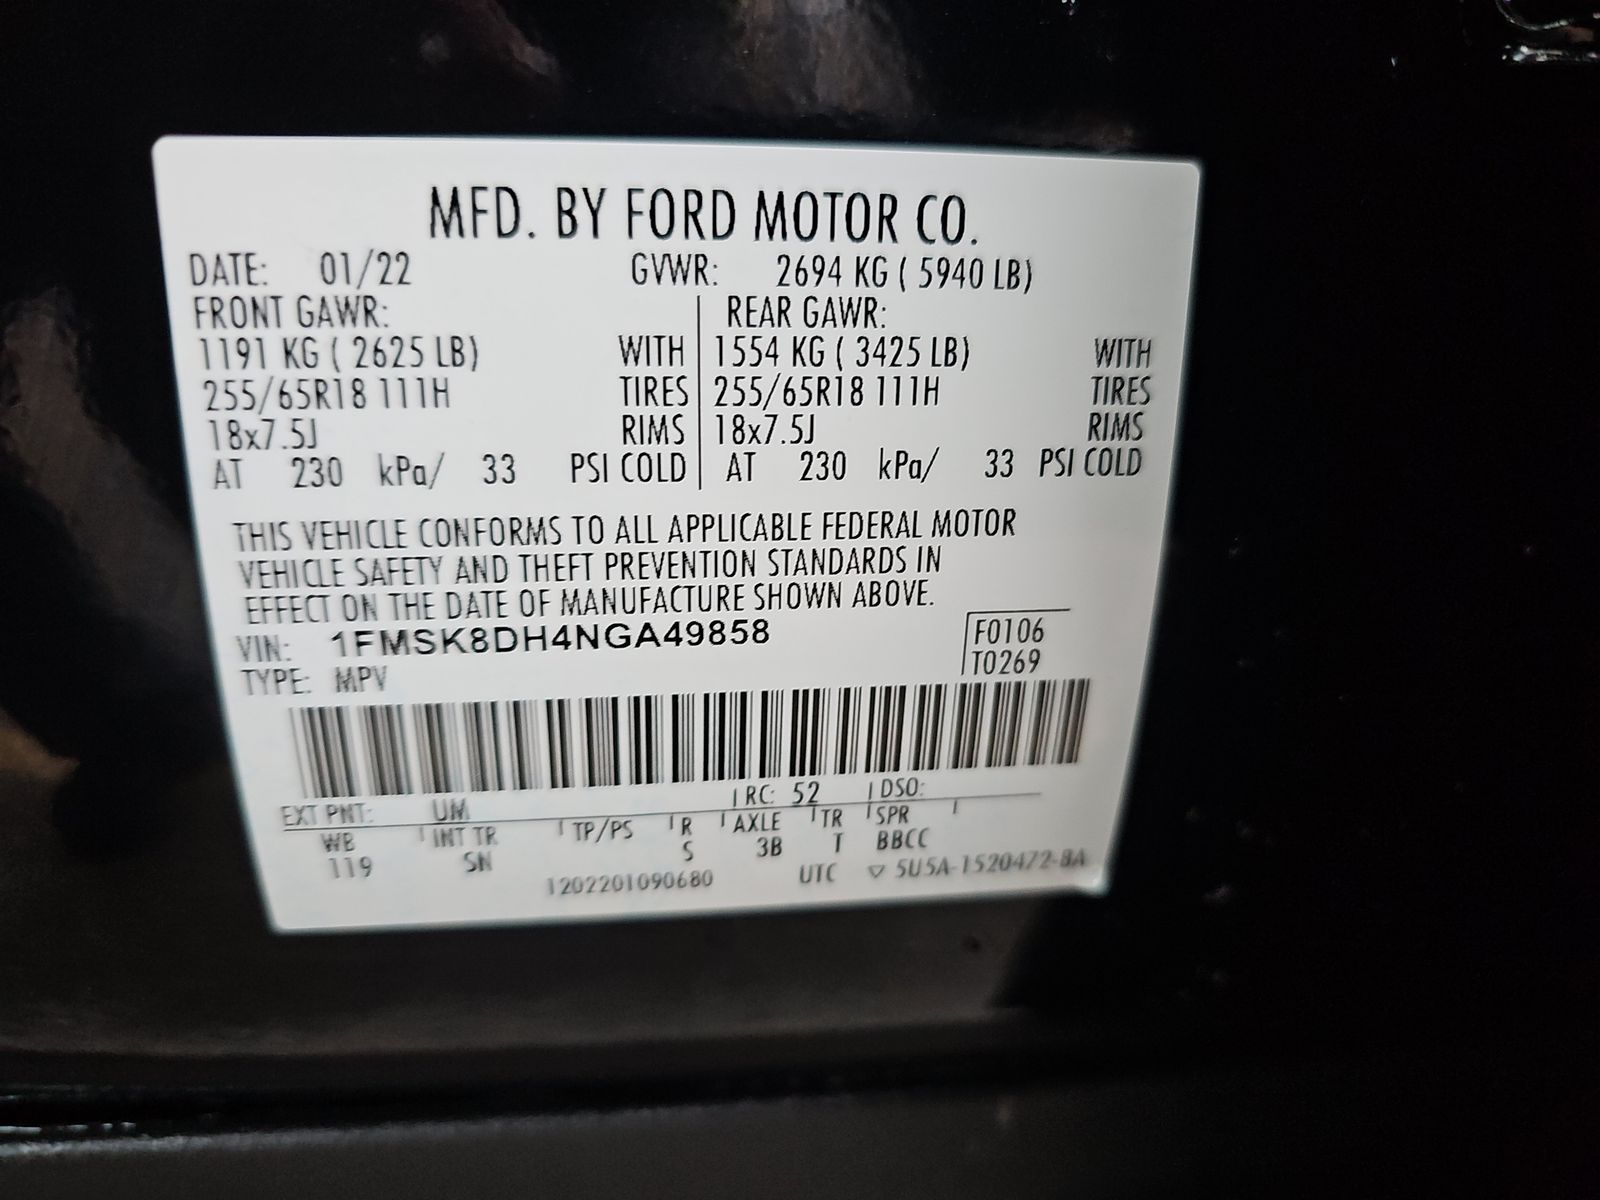 MFD. BY FORD MOTOR CO.
DATE: 01/22 GVWR: 2694 KG ( 5940 LB)
FRONT GAWR: REAR GAWR:
1191 KG ( 2625 LB) WITH 1554 KG ( 3425 LB) WITH
255/65R18 111H TIRES 255/65R18 111H TIRES
18x7.5J RIMS 18x7.5J RIMS
AT 230 kPa/ 33 PSI COLD AT 230 kPa/ 33 PSI COLD
THIS VEHICLE CONFORMS TO ALL APPLICABLE FEDERAL MOTOR
VEHICLE SAFETY AND THEFT PREVENTION STANDARDS IN
EFFECT ON THE DATE OF MANUFACTURE SHOWN ABOVE.
VIN: 1FMSK8DH4NGA49858 F0106
TYPE: MPV T0269
EXT PNT: UM RC: 52 DSO:
WB INT TR TP/PS R AXLE TR SPR
119 SN S 3B T BBCC
1202201090680 UTC ▽ 5U5A-1520472-BA